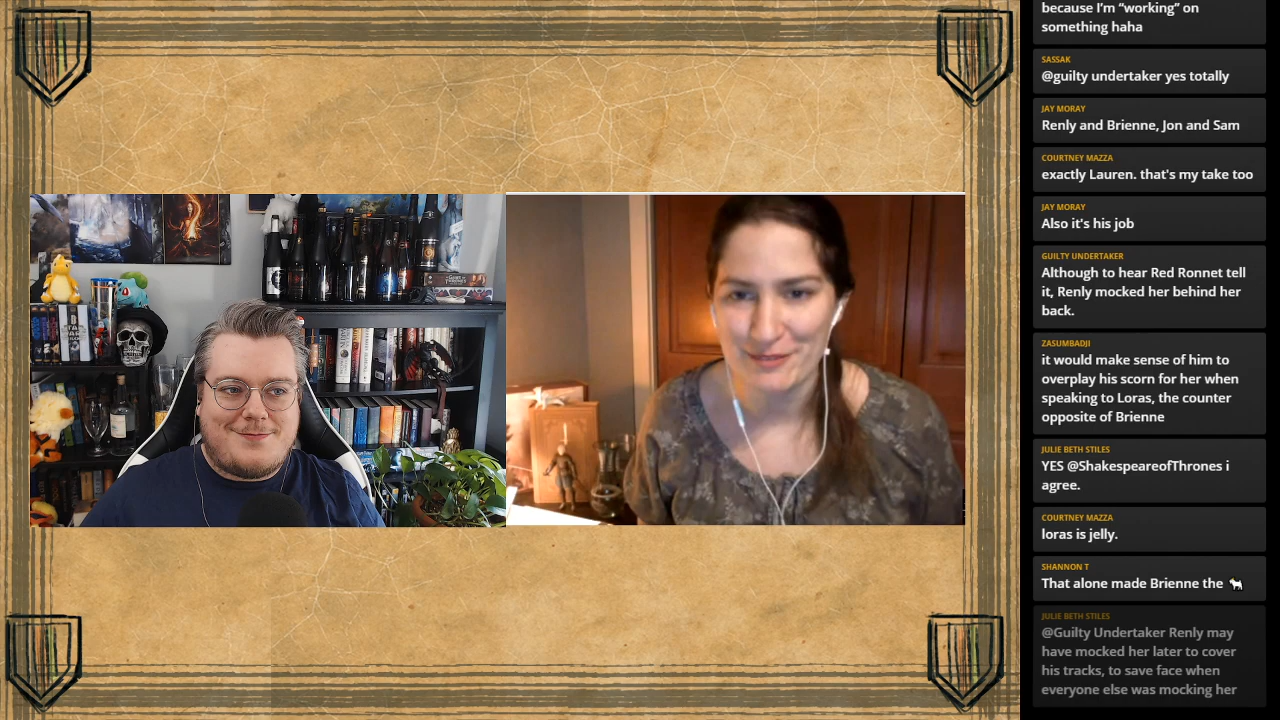 because I'm “working” on
something haha
SASSAK
@guilty undertaker yes totally
JAY MORAY
Renly and Brienne, Jon and Sam
COURTNEY MAZZA
exactly Lauren. that's my take too
JAY MORAY
Also it's his job
GUILTY UNDERTAKER
Although to hear Red Ronnet tell
it, Renly mocked her behind her
back.
ZASUMBADJI
it would make sense of him to
overplay his scorn for her when
speaking to Loras, the counter
opposite of Brienne
JULIE BETH STILES
YES @ShakespeareofThrones i
agree.
COURTNEY MAZZA
loras is jelly.
SHANNON T
That alone made Brienne the 🐐
JULIE BETH STILES
@Guilty Undertaker Renly may
have mocked her later to cover
his tracks, to save face when
everyone else was mocking her